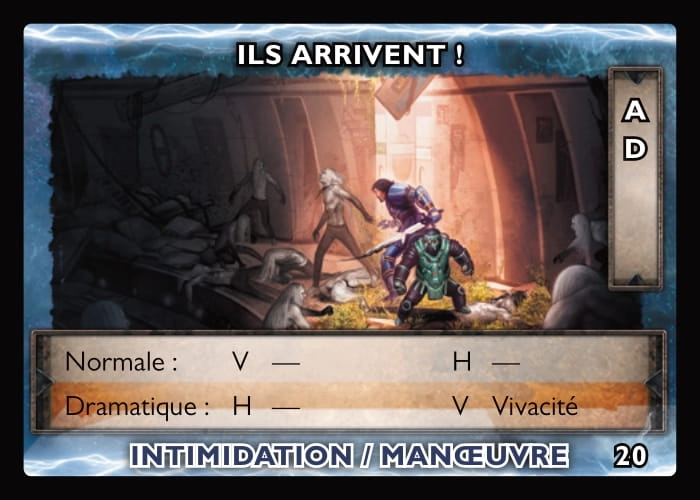 ILS ARRIVENT !
A
D
Normale : V — H —
Dramatique : H — V Vivacité
INTIMIDATION / MANŒUVRE 20